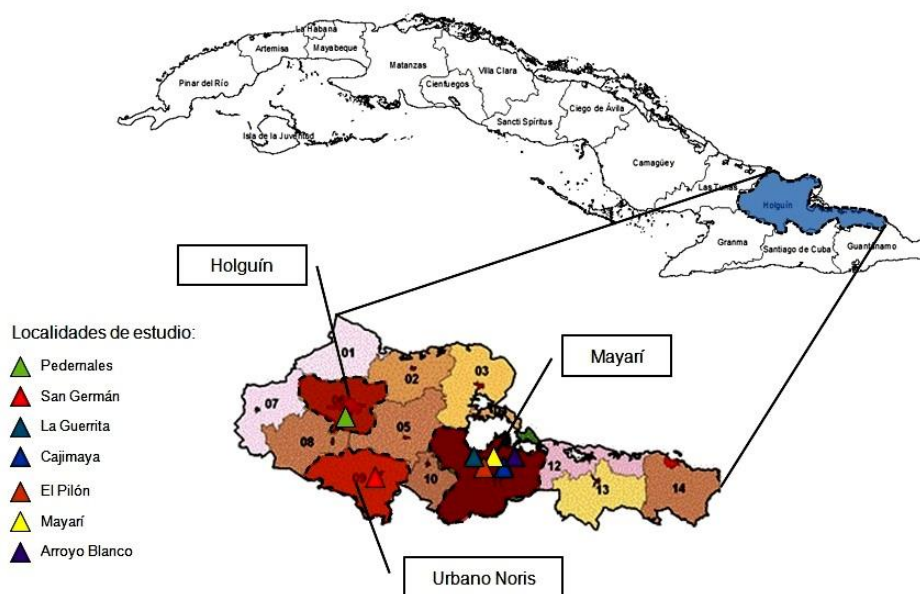 La Habana
Artemisa
Mayabeque
Pinar del Río
Matanzas
Villa Clara
Cienfuegos
Isla de la Juventud
Sancti Spíritus
Ciego de Ávila
Camagüey
Las Tunas
Holguín
Granma
Santiago de Cuba
Guantánamo
Holguín
Mayarí
Localidades de estudio:
Pedernales
San Germán
La Guerrita
Cajimaya
El Pilón
Mayarí
Arroyo Blanco
01
02
03
07
05
08
09
10
12
13
14
Urbano Noris